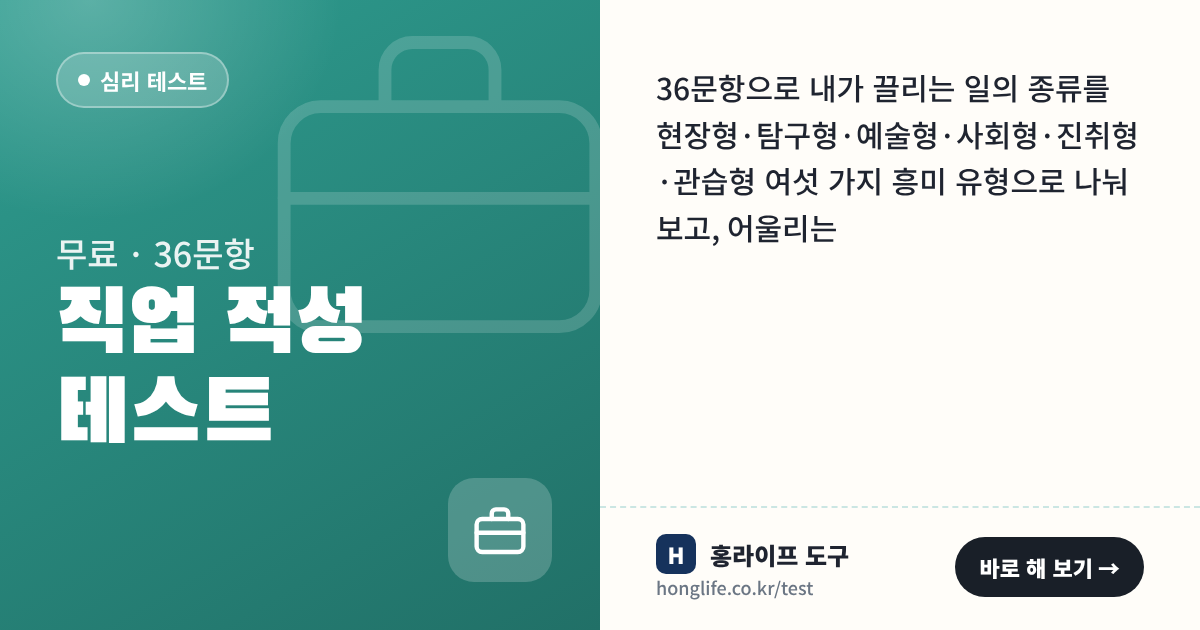 심리 테스트
무료 · 36문항
직업 적성
테스트
36문항으로 내가 끌리는 일의 종류를
현장형·탐구형·예술형·사회형·진취형
·관습형 여섯 가지 흥미 유형으로 나눠
보고, 어울리는
H 홍라이프 도구
honglife.co.kr/test
바로 해 보기 →